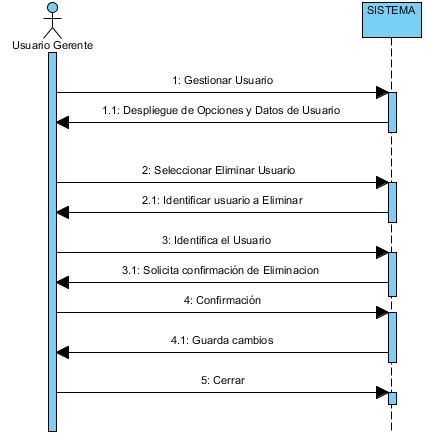 SISTEMA
Usuario Gerente
1: Gestionar Usuario
1.1: Despliegue de Opciones y Datos de Usuario
2: Seleccionar Eliminar Usuario
2.1: Identificar usuario a Eliminar
3: Identifica el Usuario
3.1: Solicita confirmación de Eliminacion
4: Confirmación
4.1: Guarda cambios
5: Cerrar